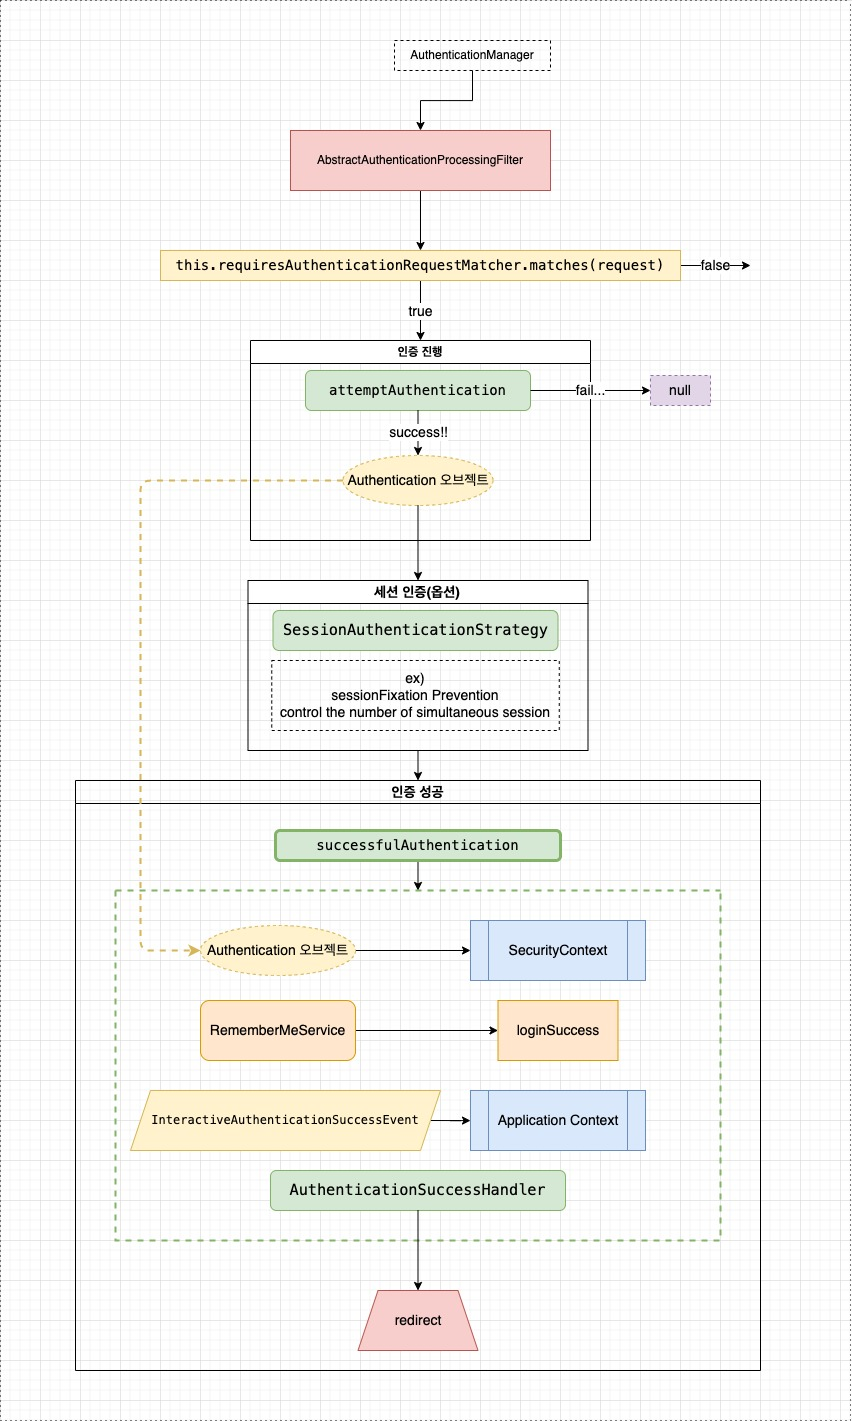 AuthenticationManager
AbstractAuthenticationProcessingFilter
this.requiresAuthenticationRequestMatcher.matches(request)
false
true
인증 진행
attemptAuthentication
fail...
null
success!!
Authentication 오브젝트
세션 인증(옵션)
SessionAuthenticationStrategy
ex)
sessionFixation Prevention
control the number of simultaneous session
인증 성공
successfulAuthentication
Authentication 오브젝트
SecurityContext
RememberMeService
loginSuccess
InteractiveAuthenticationSuccessEvent
Application Context
AuthenticationSuccessHandler
redirect